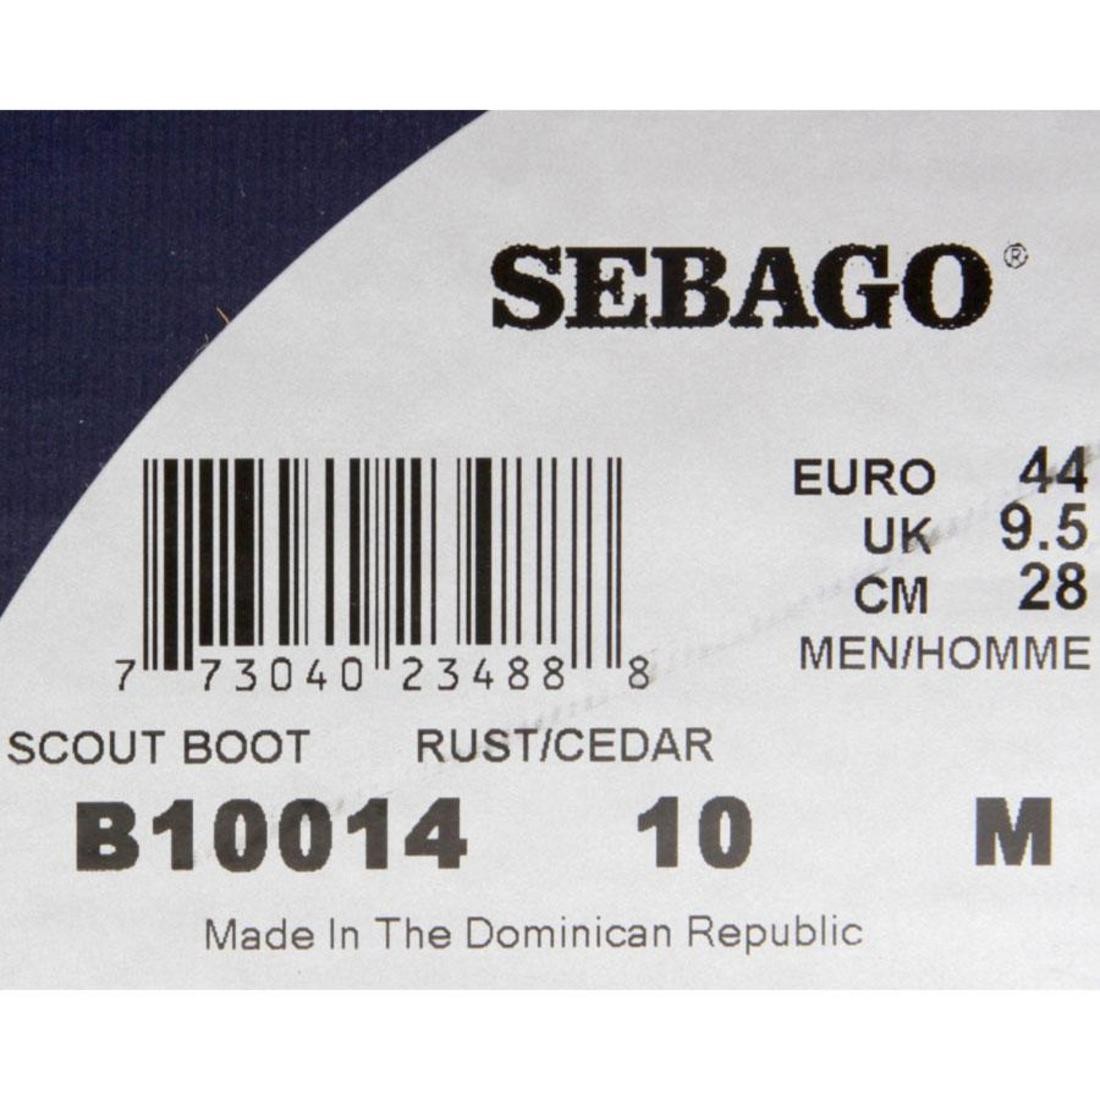 SEBAGO®
EURO 44
UK 9.5
CM 28
MEN/HOMME
7 73040 23488 8
SCOUT BOOT RUST/CEDAR
B10014 10 M
Made In The Dominican Republic